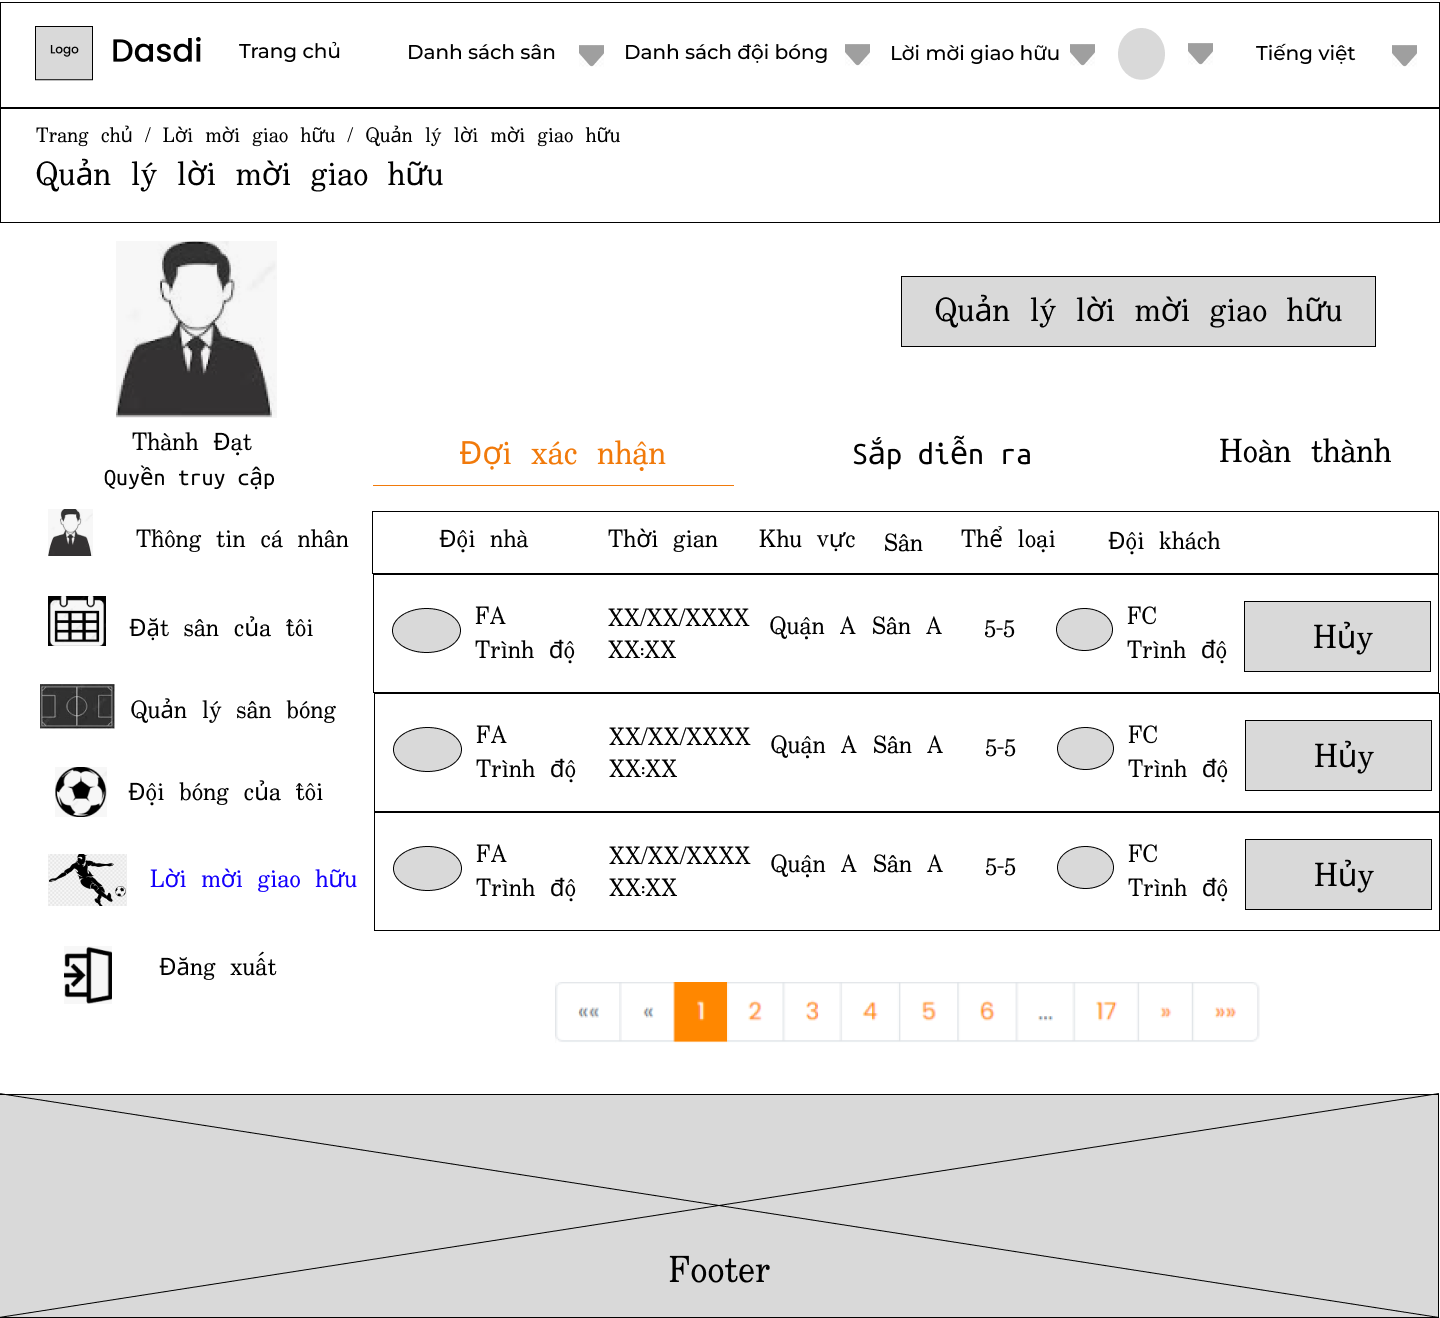 Logo
Dasdi
Trang chủ
Danh sách sân
Danh sách đội bóng
Lời mời giao hữu
Tiếng việt
Trang chủ / Lời mời giao hữu / Quản lý lời mời giao hữu
Quản lý lời mời giao hữu
Quản lý lời mời giao hữu
Thành Đạt
Quyền truy cập
Thông tin cá nhân
Đặt sân của tôi
Quản lý sân bóng
Đội bóng của tôi
Lời mời giao hữu
Đăng xuất
Đợi xác nhận
Sắp diễn ra
Hoàn thành
Đội nhà Thời gian Khu vực Sân Thể loại Đội khách
FA XX/XX/XXXX Quận A Sân A 5-5 FC Hủy
Trình độ XX:XX Trình độ
FA XX/XX/XXXX Quận A Sân A 5-5 FC Hủy
Trình độ XX:XX Trình độ
FA XX/XX/XXXX Quận A Sân A 5-5 FC Hủy
Trình độ XX:XX Trình độ
«« « 1 2 3 4 5 6 ... 17 » »»
Footer